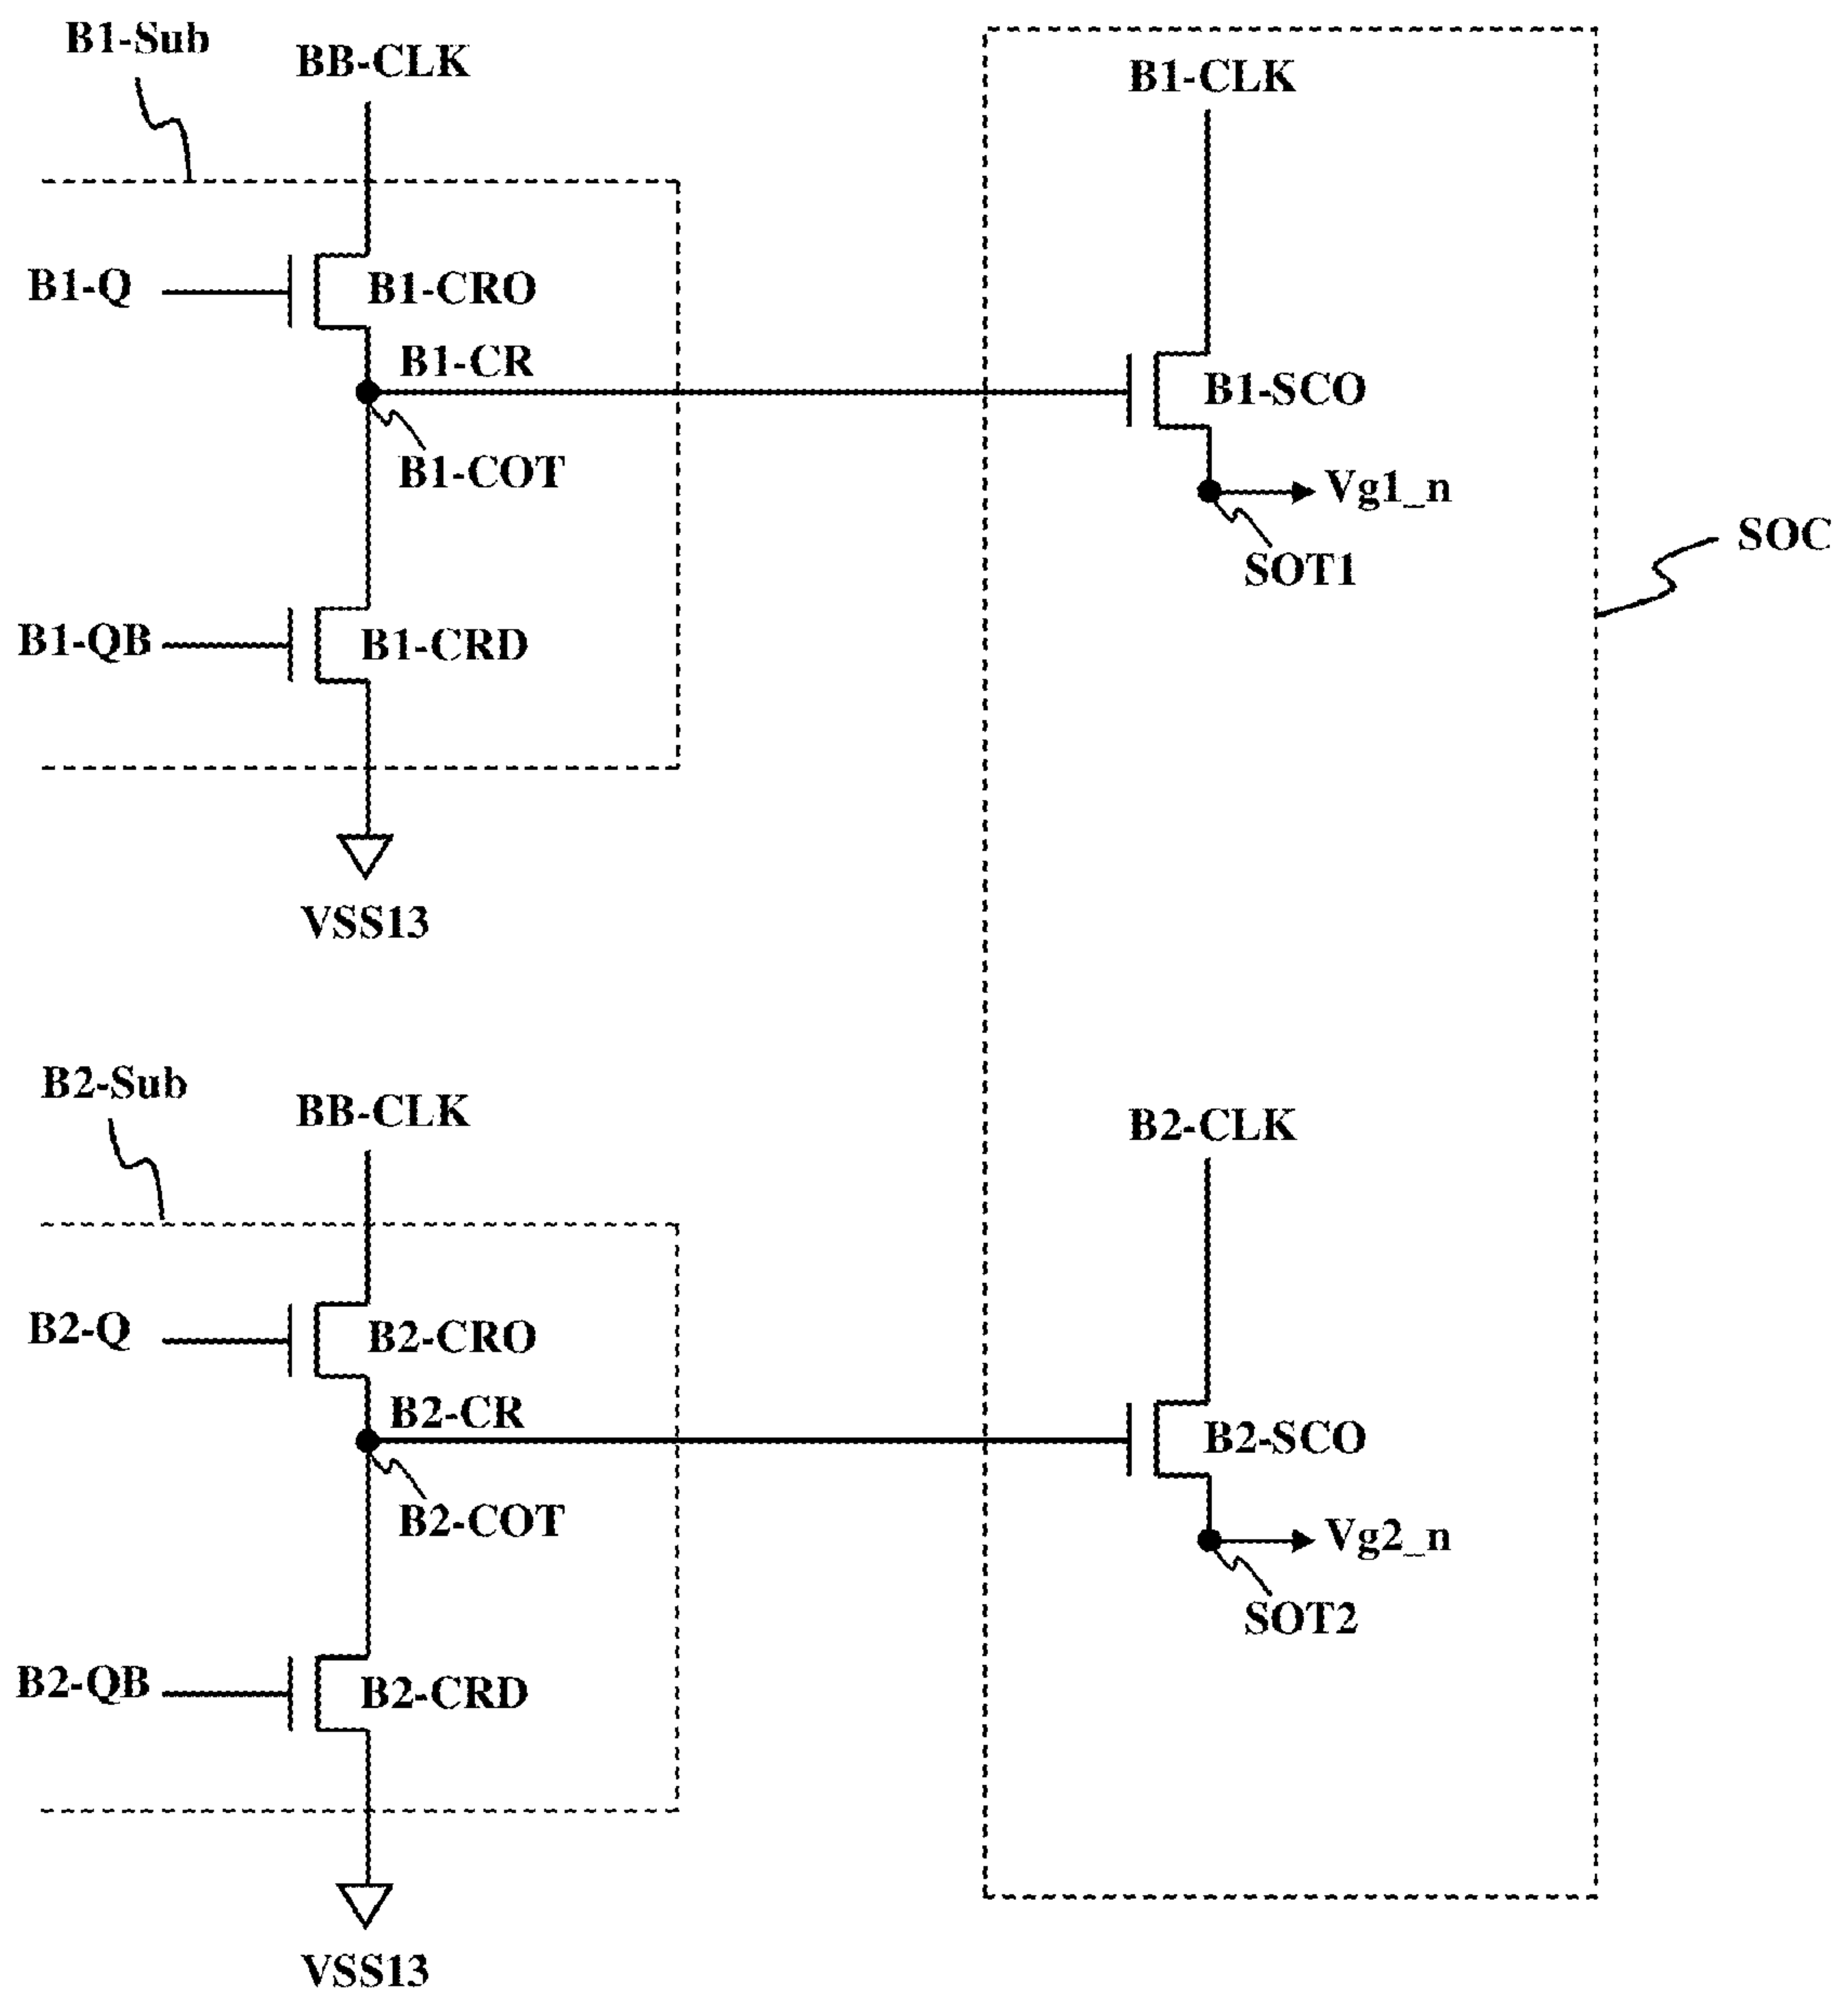 B1-Sub
BB-CLK
B1-CLK
B1-Q
B1-CRO
B1-CR
B1-SCO
B1-COT
Vg1_n
SOC
SOT1
B1-QB
B1-CRD
VSS13
B2-Sub
BB-CLK
B2-CLK
B2-Q
B2-CRO
B2-CR
B2-SCO
B2-COT
Vg2_n
SOT2
B2-QB
B2-CRD
VSS13